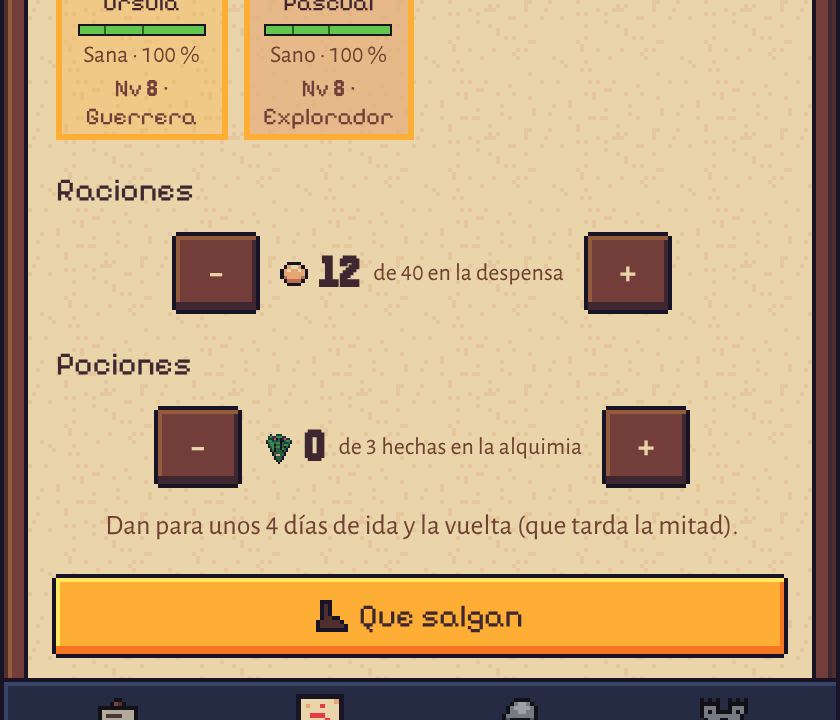 Úrsula Pascual
Sana · 100 % Sano · 100 %
Nv 8 · Nv 8 ·
Guerrera Explorador
Raciones
– 12 de 40 en la despensa +
Pociones
– 0 de 3 hechas en la alquimia +
Dan para unos 4 días de ida y la vuelta (que tarda la mitad).
Que salgan